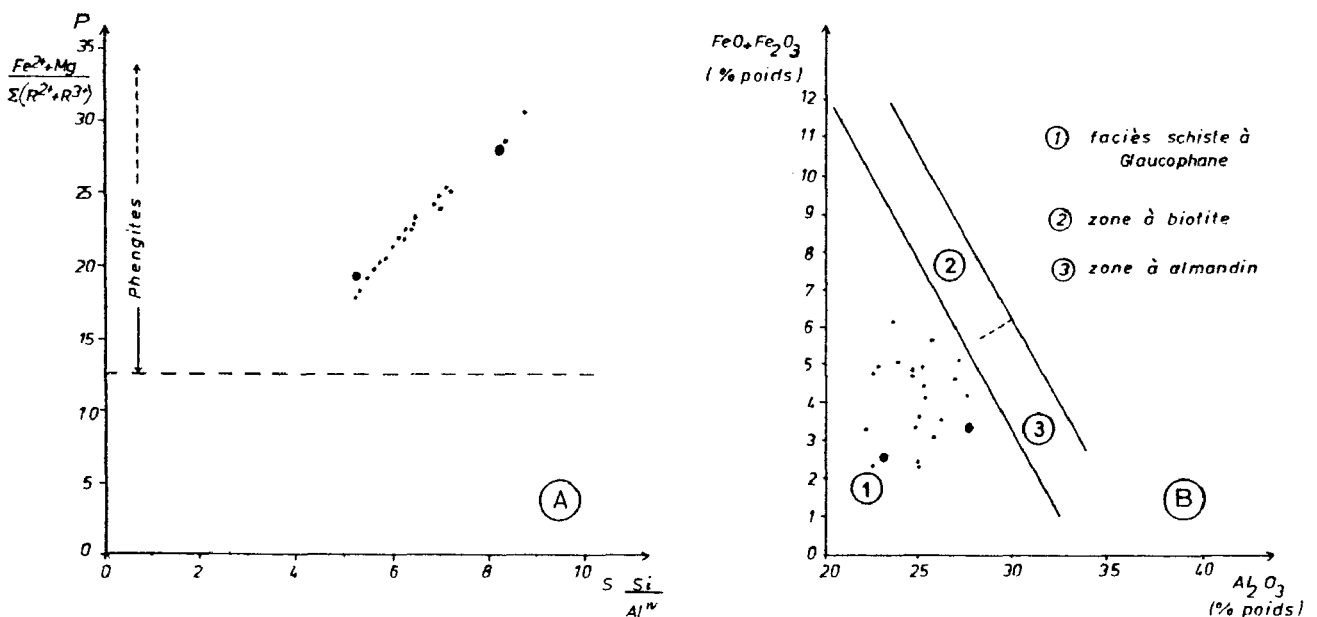 P
Fe²⁺+Mg
Σ(R²⁺+R³⁺)
35
30
25
20
15
10
5
0
Phengites
0
2
4
6
8
10
S Si
Al^IV
A
FeO+Fe₂O₃
(% poids)
12
11
10
9
8
7
6
5
4
3
2
1
0
20
25
30
35
40
Al₂O₃
(% poids)
① faciès schiste à
Glaucophane
② zone à biotite
③ zone à almandin
②
③
①
B